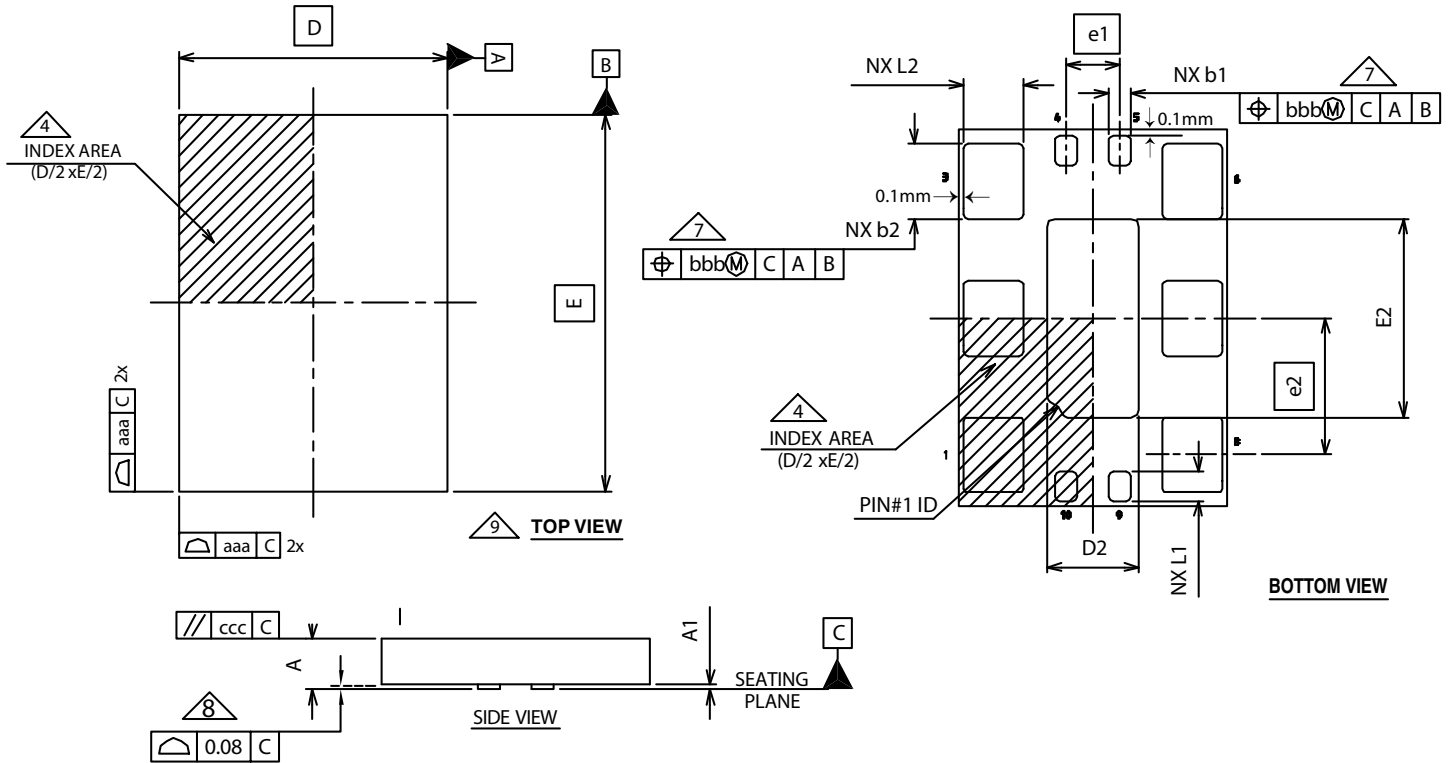 D
A
B
4
INDEX AREA
(D/2 xE/2)
E
aaa C 2x
aaa C 2x
9 TOP VIEW
e1
NX L2
NX b1
7
bbb M C A B
4
5
0.1mm
3
6
0.1mm
NX b2
7
bbb M C A B
E2
e2
4
INDEX AREA
(D/2 xE/2)
1
PIN#1 ID
10
9
D2
NX L1
BOTTOM VIEW
// ccc C
A
A1
C
SEATING
PLANE
8
0.08 C
SIDE VIEW